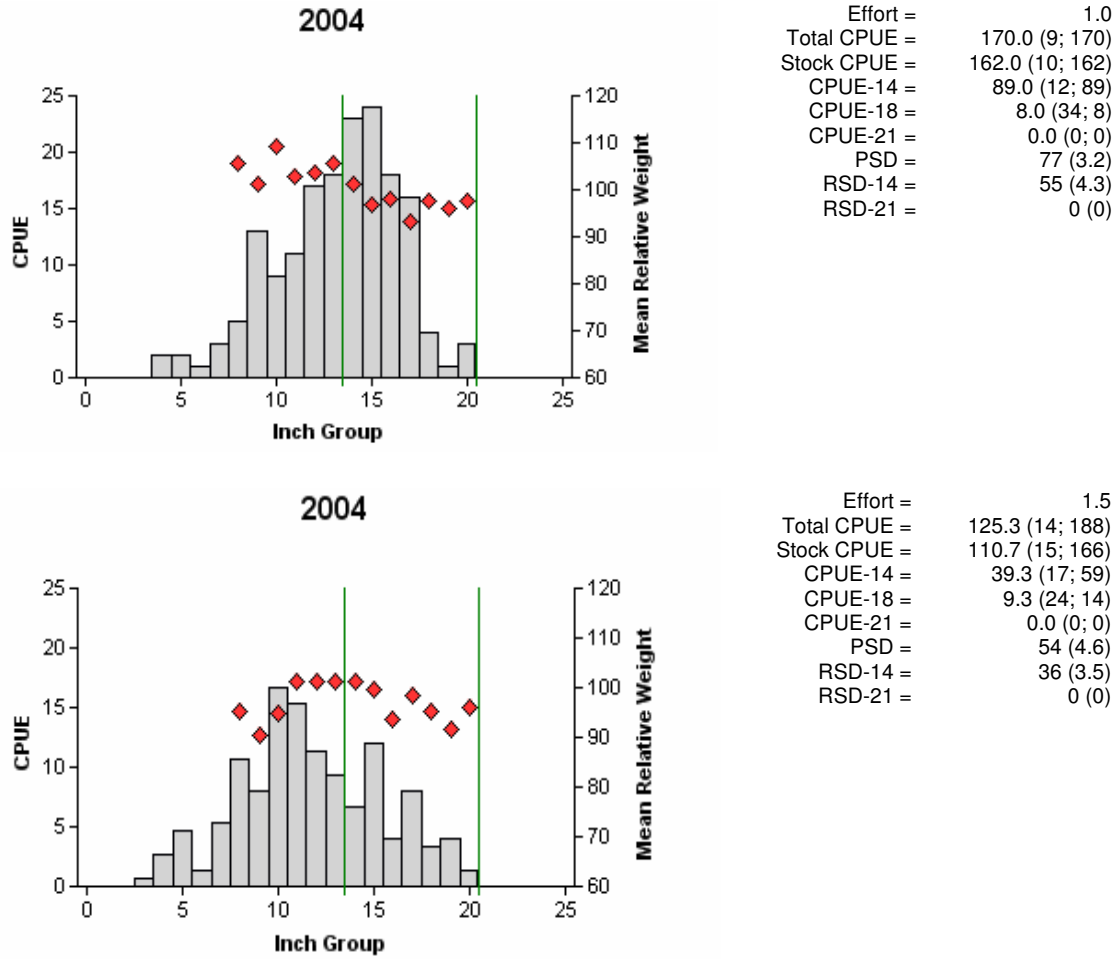 2004
Effort = 1.0
Total CPUE = 170.0 (9; 170)
Stock CPUE = 162.0 (10; 162)
CPUE-14 = 89.0 (12; 89)
CPUE-18 = 8.0 (34; 8)
CPUE-21 = 0.0 (0; 0)
PSD = 77 (3.2)
RSD-14 = 55 (4.3)
RSD-21 = 0 (0)
25
20
15
10
5
0
CPUE
120
110
100
90
80
70
60
Mean Relative Weight
0 5 10 15 20 25
Inch Group
2004
Effort = 1.5
Total CPUE = 125.3 (14; 188)
Stock CPUE = 110.7 (15; 166)
CPUE-14 = 39.3 (17; 59)
CPUE-18 = 9.3 (24; 14)
CPUE-21 = 0.0 (0; 0)
PSD = 54 (4.6)
RSD-14 = 36 (3.5)
RSD-21 = 0 (0)
25
20
15
10
5
0
CPUE
120
110
100
90
80
70
60
Mean Relative Weight
0 5 10 15 20 25
Inch Group